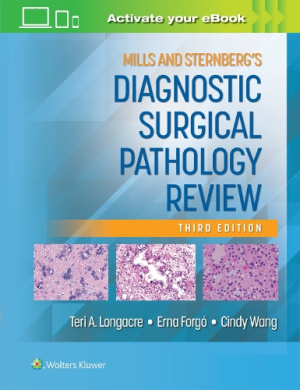 Activate your eBook
MILLS AND STERNBERG'S
DIAGNOSTIC
SURGICAL
PATHOLOGY
REVIEW
THIRD EDITION
Teri A. Longacre • Erna Forgó • Cindy Wang
Wolters Kluwer